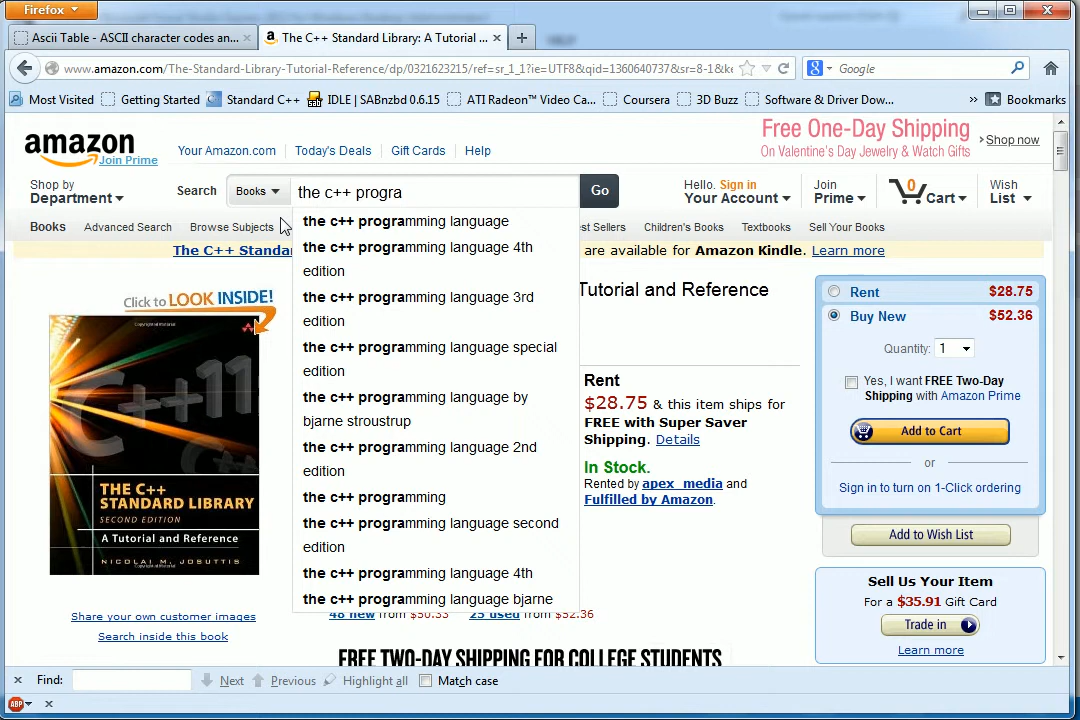 Firefox
Ascii Table - ASCII character codes an...
The C++ Standard Library: A Tutorial ...
www.amazon.com/The-Standard-Library-Tutorial-Reference/dp/0321623215/ref=sr_1_1?ie=UTF8&qid=1360640737&sr=8-1&k
Google
Most Visited
Getting Started
Standard C++
IDLE | SABnzbd 0.6.15
ATI Radeon™ Video Ca...
Coursera
3D Buzz
Software & Driver Dow...
»
Bookmarks
amazon
Join Prime
Your Amazon.com
Today's Deals
Gift Cards
Help
Free One-Day Shipping
On Valentine's Day Jewelry & Watch Gifts
Shop now
Shop by
Department
Search
Books
the c++ progra
Go
Hello. Sign in
Your Account
Join
Prime
0
Cart
Wish
List
Books
Advanced Search
Browse Subjects
st Sellers
Children's Books
Textbooks
Sell Your Books
The C++ Standa
are available for Amazon Kindle. Learn more
the c++ programming language
the c++ programming language 4th
edition
the c++ programming language 3rd
edition
the c++ programming language special
edition
the c++ programming language by
bjarne stroustrup
the c++ programming language 2nd
edition
the c++ programming
the c++ programming language second
edition
the c++ programming language 4th
the c++ programming language bjarne
Click to LOOK INSIDE!
C++11
THE C++
STANDARD LIBRARY
SECOND EDITION
A Tutorial and Reference
NICOLAI M. JOSUTTIS
Share your own customer images
Search inside this book
Tutorial and Reference
Rent
$28.75 & this item ships for
FREE with Super Saver
Shipping. Details
In Stock.
Rented by apex_media and
Fulfilled by Amazon.
48 new from $50.33
25 used from $52.36
FREE TWO-DAY SHIPPING FOR COLLEGE STUDENTS
Rent $28.75
Buy New $52.36
Quantity: 1
Yes, I want FREE Two-Day
Shipping with Amazon Prime
Add to Cart
or
Sign in to turn on 1-Click ordering
Add to Wish List
Sell Us Your Item
For a $35.91 Gift Card
Trade in
Learn more
Find:
Next
Previous
Highlight all
Match case
ABP